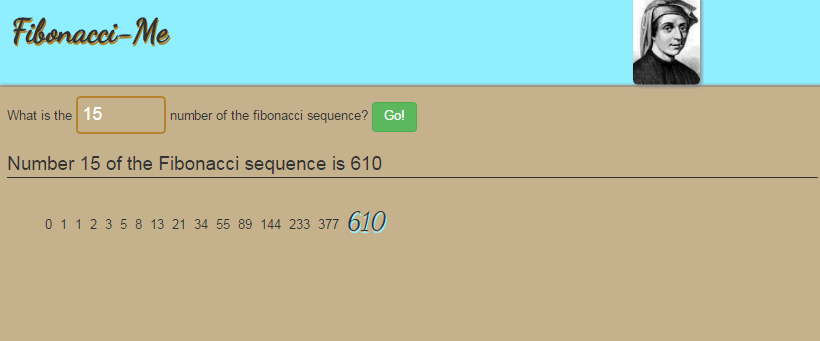 Fibonacci-Me
What is the 15 number of the fibonacci sequence? Go!
Number 15 of the Fibonacci sequence is 610
0 1 1 2 3 5 8 13 21 34 55 89 144 233 377 610